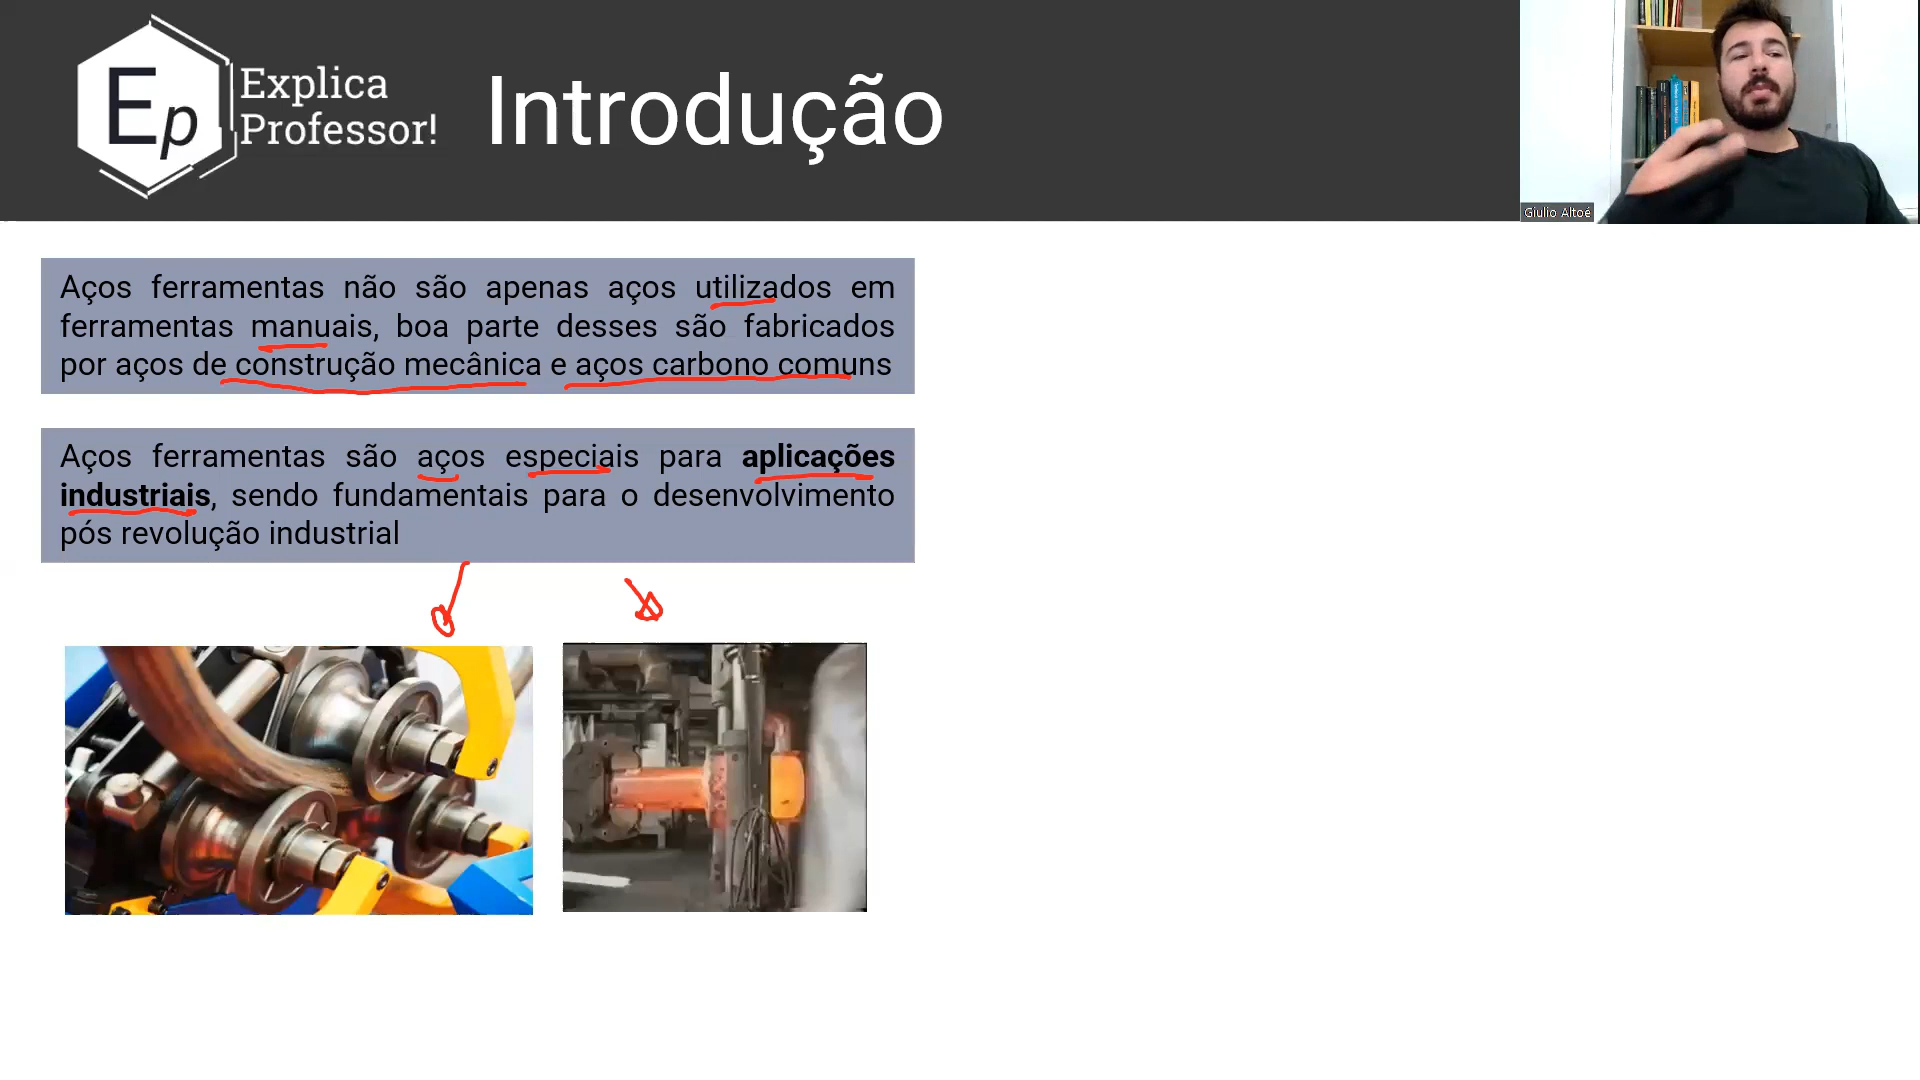 Ep
Explica
Professor!
Introdução
Giulio Altoé
Aços ferramentas não são apenas aços utilizados em
ferramentas manuais, boa parte desses são fabricados
por aços de construção mecânica e aços carbono comuns
Aços ferramentas são aços especiais para aplicações
industriais, sendo fundamentais para o desenvolvimento
pós revolução industrial